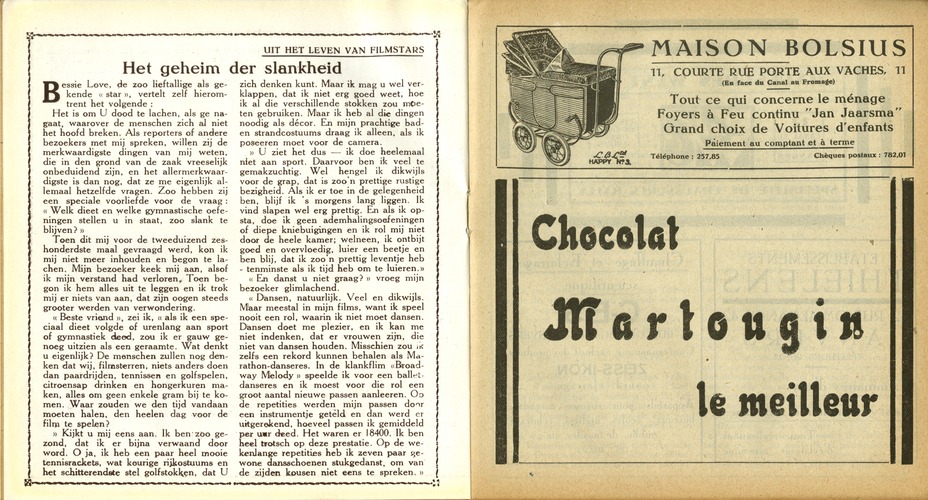 UIT HET LEVEN VAN FILMSTARS
Het geheim der slankheid
Bessie Love, de zoo lieftallige als ge-
kende « star », vertelt zelf hierom-
trent het volgende :
Het is om U dood te lachen, als ge na-
gaat, waarover de menschen zich al niet
het hoofd breken. Als reporters of andere
bezoekers met mij spreken, willen zij de
merkwaardigste dingen van mij weten,
die in den grond van de zaak vreeselijk
onbeduidend zijn, en het allermerkwaar-
digste is dan nog, dat ze me eigenlijk al-
lemaal hetzelfde vragen. Zoo hebben zij
een speciale voorliefde voor de vraag :
« Welk dieet en welke gymnastische oefe-
ningen stellen u in staat, zoo slank te
blijven? »
Toen dit mij voor de tweeduizend zes-
honderdste maal gevraagd werd, kon ik
mij niet meer inhouden en begon te la-
chen. Mijn bezoeker keek mij aan, alsof
ik mijn verstand had verloren. Toen be-
gon ik hem alles uit te leggen en ik trok
mij er niets van aan, dat zijn oogen steeds
grooter werden van verwondering.
« Beste vriend », zei ik, « als ik een spe-
ciaal dieet volgde of urenlang aan sport
of gymnastiek deed, zou ik er gauw ge-
noeg uitzien als een geraamte. Wat denkt
u eigenlijk? De menschen zullen nog den-
ken dat wij, filmsterren, niets anders doen
dan paardrijden, tennissen en golfspelen,
citroensap drinken en hongerkuren ma-
ken, alles om geen enkele gram bij te ko-
men. Waar zouden we den tijd vandaan
moeten halen, den heelen dag voor de
film te spelen?
» Kijkt u mij eens aan. Ik ben zoo ge-
zond, dat ik er bijna verwaand door
word. O ja, ik heb een paar heel mooie
tennisrackets, wat kourige rijkostuums en
het schitterendste stel golfstokken, dat U
zich denken kunt. Maar ik mag u wel ver-
klappen, dat ik niet erg goed weet, hoe
ik al die verschillende stokken zou moe-
ten gebruiken. Maar ik heb al die dingen
noodig als décor. En mijn prachtige bad-
en strandcostuums draag ik alleen, als ik
poseeren moet voor de camera.
» U ziet het dus — ik doe heelemaal
niet aan sport. Daarvoor ben ik veel te
gemakzuchtig. Wel hengel ik dikwijls
voor de grap, dat is zoo'n prettige rustige
bezigheid. Als ik er toe in de gelegenheid
ben, blijf ik 's morgens lang liggen. Ik
vind slapen wel erg prettig. En als ik op-
sta, doe ik geen ademhalingsoefeningen
of diepe kniebuigingen en ik rol mij niet
door de heele kamer; welneen, ik ontbijt
goed en overvloedig, luier een beetje en
ben blij, dat ik zoo'n prettig leventje heb
- tenminste als ik tijd heb om te luieren.»
« En danst u niet graag? » vroeg mijn
bezoeker glimlachend.
« Dansen, natuurlijk. Veel en dikwijls.
Maar meestal in mijn films, want ik speel
nooit een rol, waarin ik niet moet dansen.
Dansen doet me plezier, en ik kan me
niet indenken, dat er vrouwen zijn, die
niet van dansen houden. Misschien zou ik
zelfs een rekord kunnen behalen als Ma-
rathon-danseres. In de klankfilm «Broad-
way Melody » speelde ik voor een ballet-
danseres en ik moest voor die rol een
groot aantal nieuwe passen aanleeren. Op
de repetities werden mijn passen door
een instrumentje geteld en dan werd er
uitgerekend, hoeveel passen ik gemiddeld
per uur deed. Het waren er 18400. Ik ben
heel trotsch op deze prestatie. Op de we-
kenlange repetities heb ik zeven paar ge-
wone dansschoenen stukgedanst, om van
de zijden kousen niet eens te spreken. »
MAISON BOLSIUS
11, COURTE RUE PORTE AUX VACHES, 11
(En face du Canal au Fromage)
Tout ce qui concerne le ménage
Foyers à Feu continu "Jan Jaarsma"
Grand choix de Voitures d'enfants
Paiement au comptant et à terme
Téléphone : 257,85 Chèques postaux : 782,01
L.B. Ltd
HAPPY No 3.
Chocolat
Martougin
le meilleur